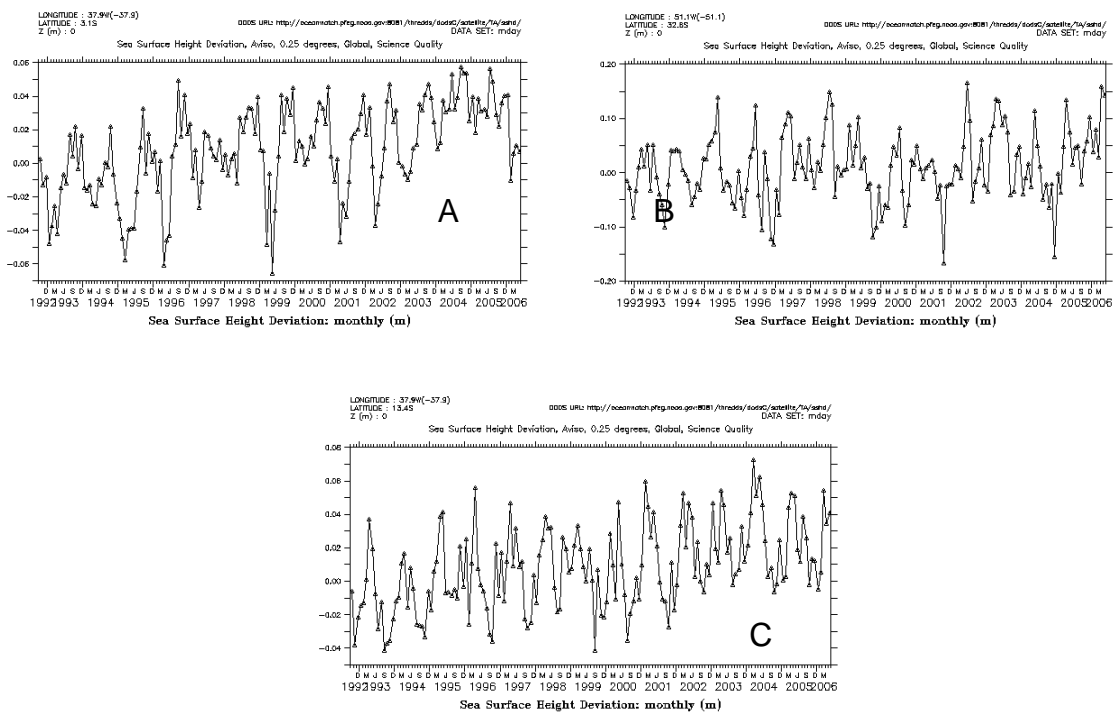 LONGITUDE : 37.9W(-37.9)
LATITUDE : 3.1S
Z (m) : 0
DODS URL: http://oceanwatch.pfeg.noaa.gov:8081/thredds/dodsC/satellite/TA/sshd/
DATA SET: mday
Sea Surface Height Deviation, Aviso, 0.25 degrees, Global, Science Quality
0.06
0.04
0.02
0.00
-0.02
-0.04
-0.06
A
D M J S D M J S D M J S D M J S D M J S D M J S D M J S D M J S D M J S D M J S D M J S D M J S D M J S D M
1992 1993 1994 1995 1996 1997 1998 1999 2000 2001 2002 2003 2004 2005 2006
Sea Surface Height Deviation: monthly (m)
LONGITUDE : 51.1W(-51.1)
LATITUDE : 32.6S
Z (m) : 0
DODS URL: http://oceanwatch.pfeg.noaa.gov:8081/thredds/dodsC/satellite/TA/sshd/
DATA SET: mday
Sea Surface Height Deviation, Aviso, 0.25 degrees, Global, Science Quality
0.20
0.10
0.00
-0.10
-0.20
B
D M J S D M J S D M J S D M J S D M J S D M J S D M J S D M J S D M J S D M J S D M J S D M J S D M J S D M
1992 1993 1994 1995 1996 1997 1998 1999 2000 2001 2002 2003 2004 2005 2006
Sea Surface Height Deviation: monthly (m)
LONGITUDE : 37.9W(-37.9)
LATITUDE : 13.4S
Z (m) : 0
DODS URL: http://oceanwatch.pfeg.noaa.gov:8081/thredds/dodsC/satellite/TA/sshd/
DATA SET: mday
Sea Surface Height Deviation, Aviso, 0.25 degrees, Global, Science Quality
0.08
0.06
0.04
0.02
0.00
-0.02
-0.04
C
D M J S D M J S D M J S D M J S D M J S D M J S D M J S D M J S D M J S D M J S D M J S D M J S D M J S D M
1992 1993 1994 1995 1996 1997 1998 1999 2000 2001 2002 2003 2004 2005 2006
Sea Surface Height Deviation: monthly (m)